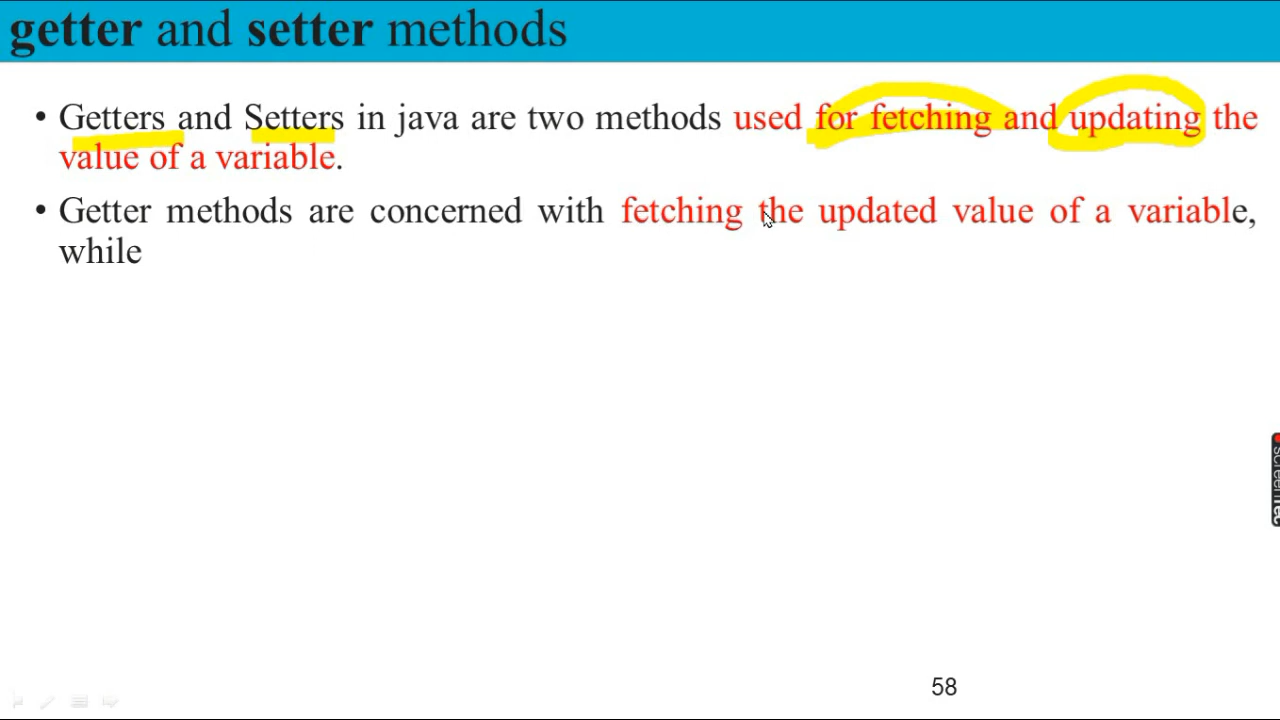 getter and setter methods
• Getters and Setters in java are two methods used for fetching and updating the
value of a variable.
• Getter methods are concerned with fetching the updated value of a variable,
while
screenrec
58